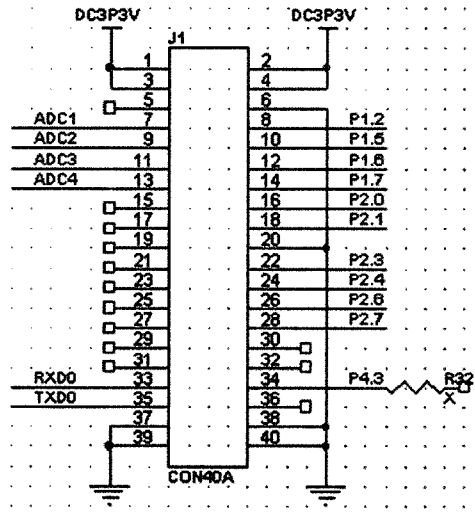 DC3P3V DC3P3V
J1
1 2
3 4
5 6
ADC1 7 8 P1.2
ADC2 9 10 P1.5
ADC3 11 12 P1.6
ADC4 13 14 P1.7
15 16 P2.0
17 18 P2.1
19 20
21 22 P2.3
23 24 P2.4
25 26 P2.6
27 28 P2.7
29 30
31 32
RXD0 33 34 P4.3 R32
TXD0 35 36 X
37 38
39 40
CON40A